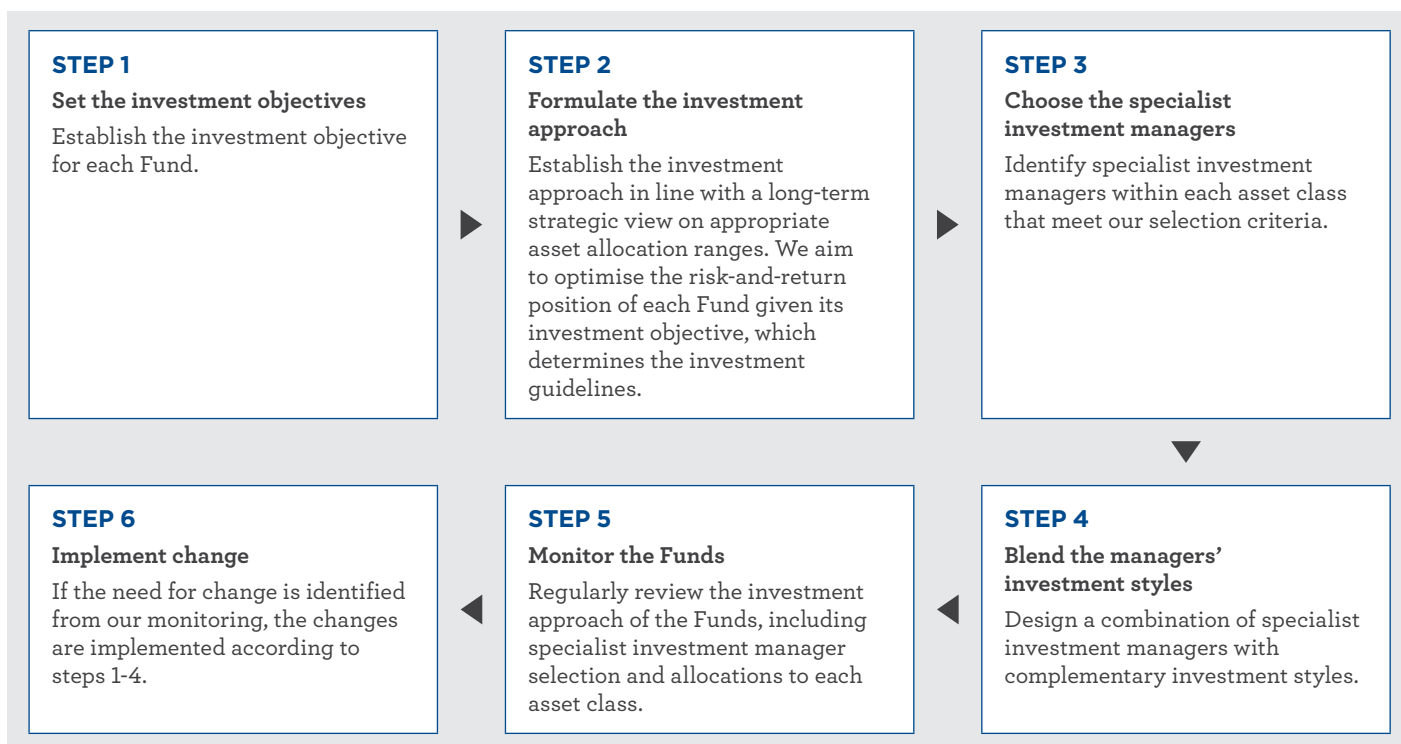 STEP 1
Set the investment objectives
Establish the investment objective
for each Fund.
STEP 2
Formulate the investment
approach
Establish the investment
approach in line with a long-term
strategic view on appropriate
asset allocation ranges. We aim
to optimise the risk-and-return
position of each Fund given its
investment objective, which
determines the investment
guidelines.
STEP 3
Choose the specialist
investment managers
Identify specialist investment
managers within each asset class
that meet our selection criteria.
STEP 4
Blend the managers’
investment styles
Design a combination of specialist
investment managers with
complementary investment styles.
STEP 5
Monitor the Funds
Regularly review the investment
approach of the Funds, including
specialist investment manager
selection and allocations to each
asset class.
STEP 6
Implement change
If the need for change is identified
from our monitoring, the changes
are implemented according to
steps 1-4.